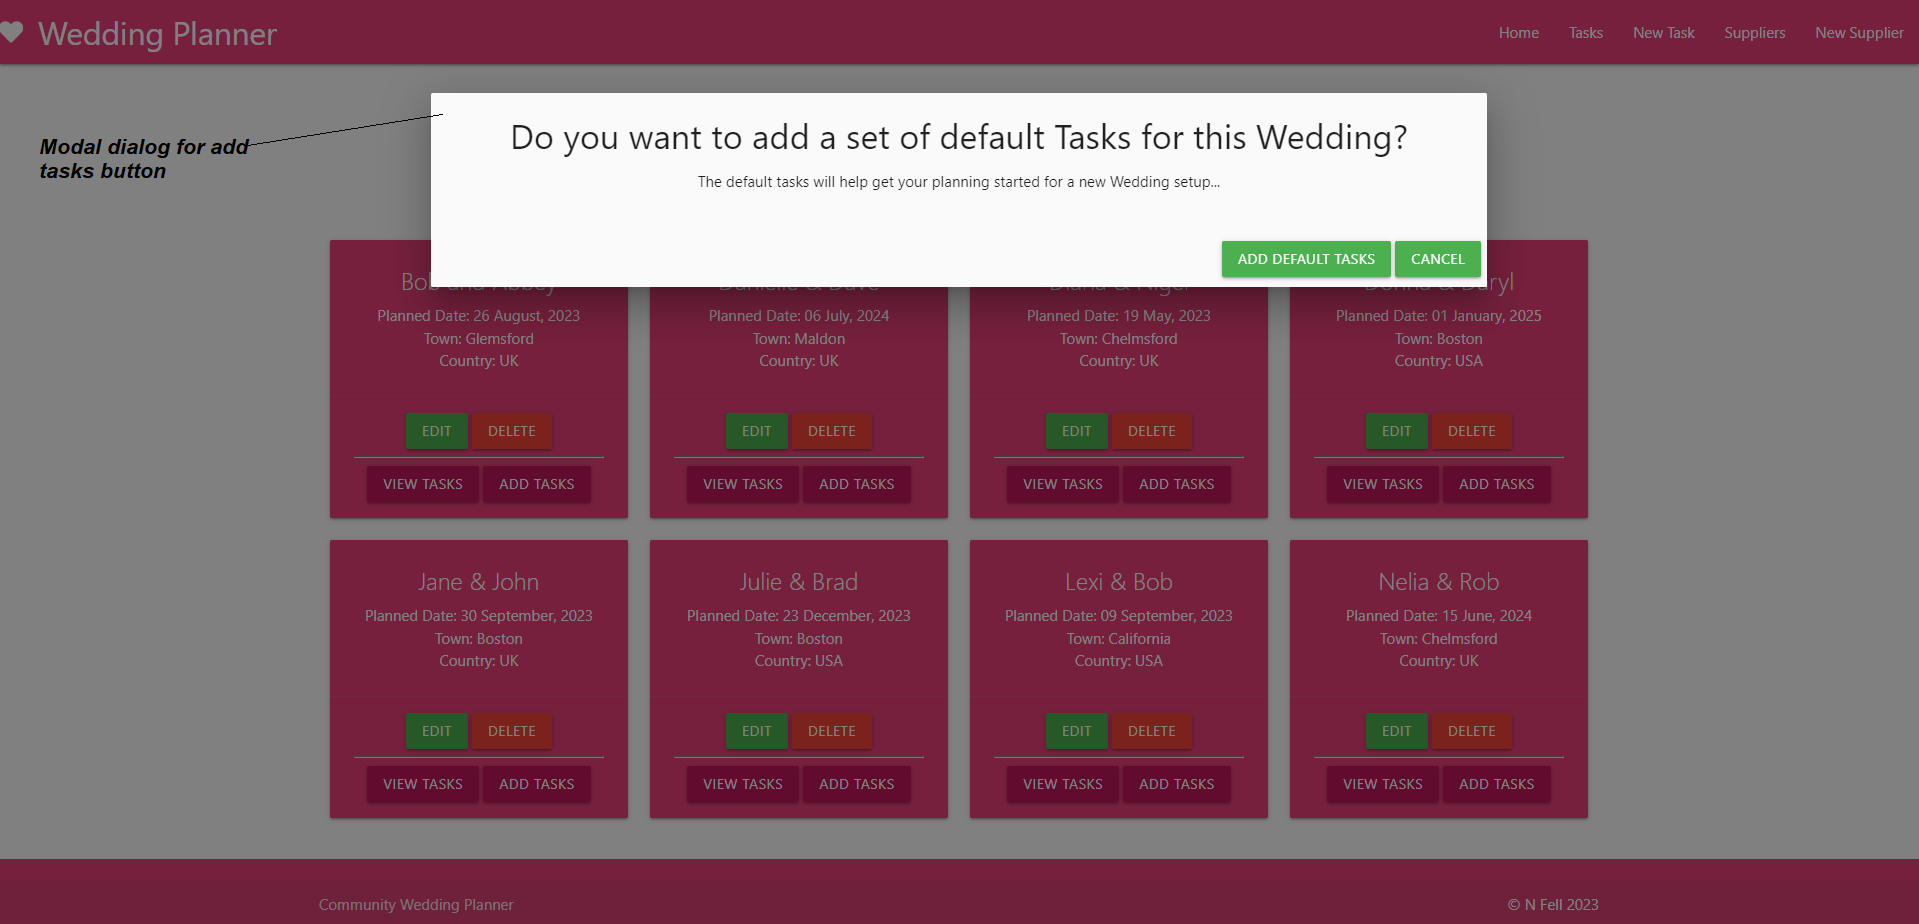 Wedding Planner
Home Tasks New Task Suppliers New Supplier
Modal dialog for add
tasks button
Do you want to add a set of default Tasks for this Wedding?
The default tasks will help get your planning started for a new Wedding setup...
ADD DEFAULT TASKS CANCEL
Bob and Abbey
Planned Date: 26 August, 2023
Town: Glemsford
Country: UK
EDIT DELETE
VIEW TASKS ADD TASKS
Danielle & Dave
Planned Date: 06 July, 2024
Town: Maldon
Country: UK
EDIT DELETE
VIEW TASKS ADD TASKS
Diana & Nigel
Planned Date: 19 May, 2023
Town: Chelmsford
Country: UK
EDIT DELETE
VIEW TASKS ADD TASKS
Donna & Daryl
Planned Date: 01 January, 2025
Town: Boston
Country: USA
EDIT DELETE
VIEW TASKS ADD TASKS
Jane & John
Planned Date: 30 September, 2023
Town: Boston
Country: UK
EDIT DELETE
VIEW TASKS ADD TASKS
Julie & Brad
Planned Date: 23 December, 2023
Town: Boston
Country: USA
EDIT DELETE
VIEW TASKS ADD TASKS
Lexi & Bob
Planned Date: 09 September, 2023
Town: California
Country: USA
EDIT DELETE
VIEW TASKS ADD TASKS
Nelia & Rob
Planned Date: 15 June, 2024
Town: Chelmsford
Country: UK
EDIT DELETE
VIEW TASKS ADD TASKS
Community Wedding Planner
© N Fell 2023